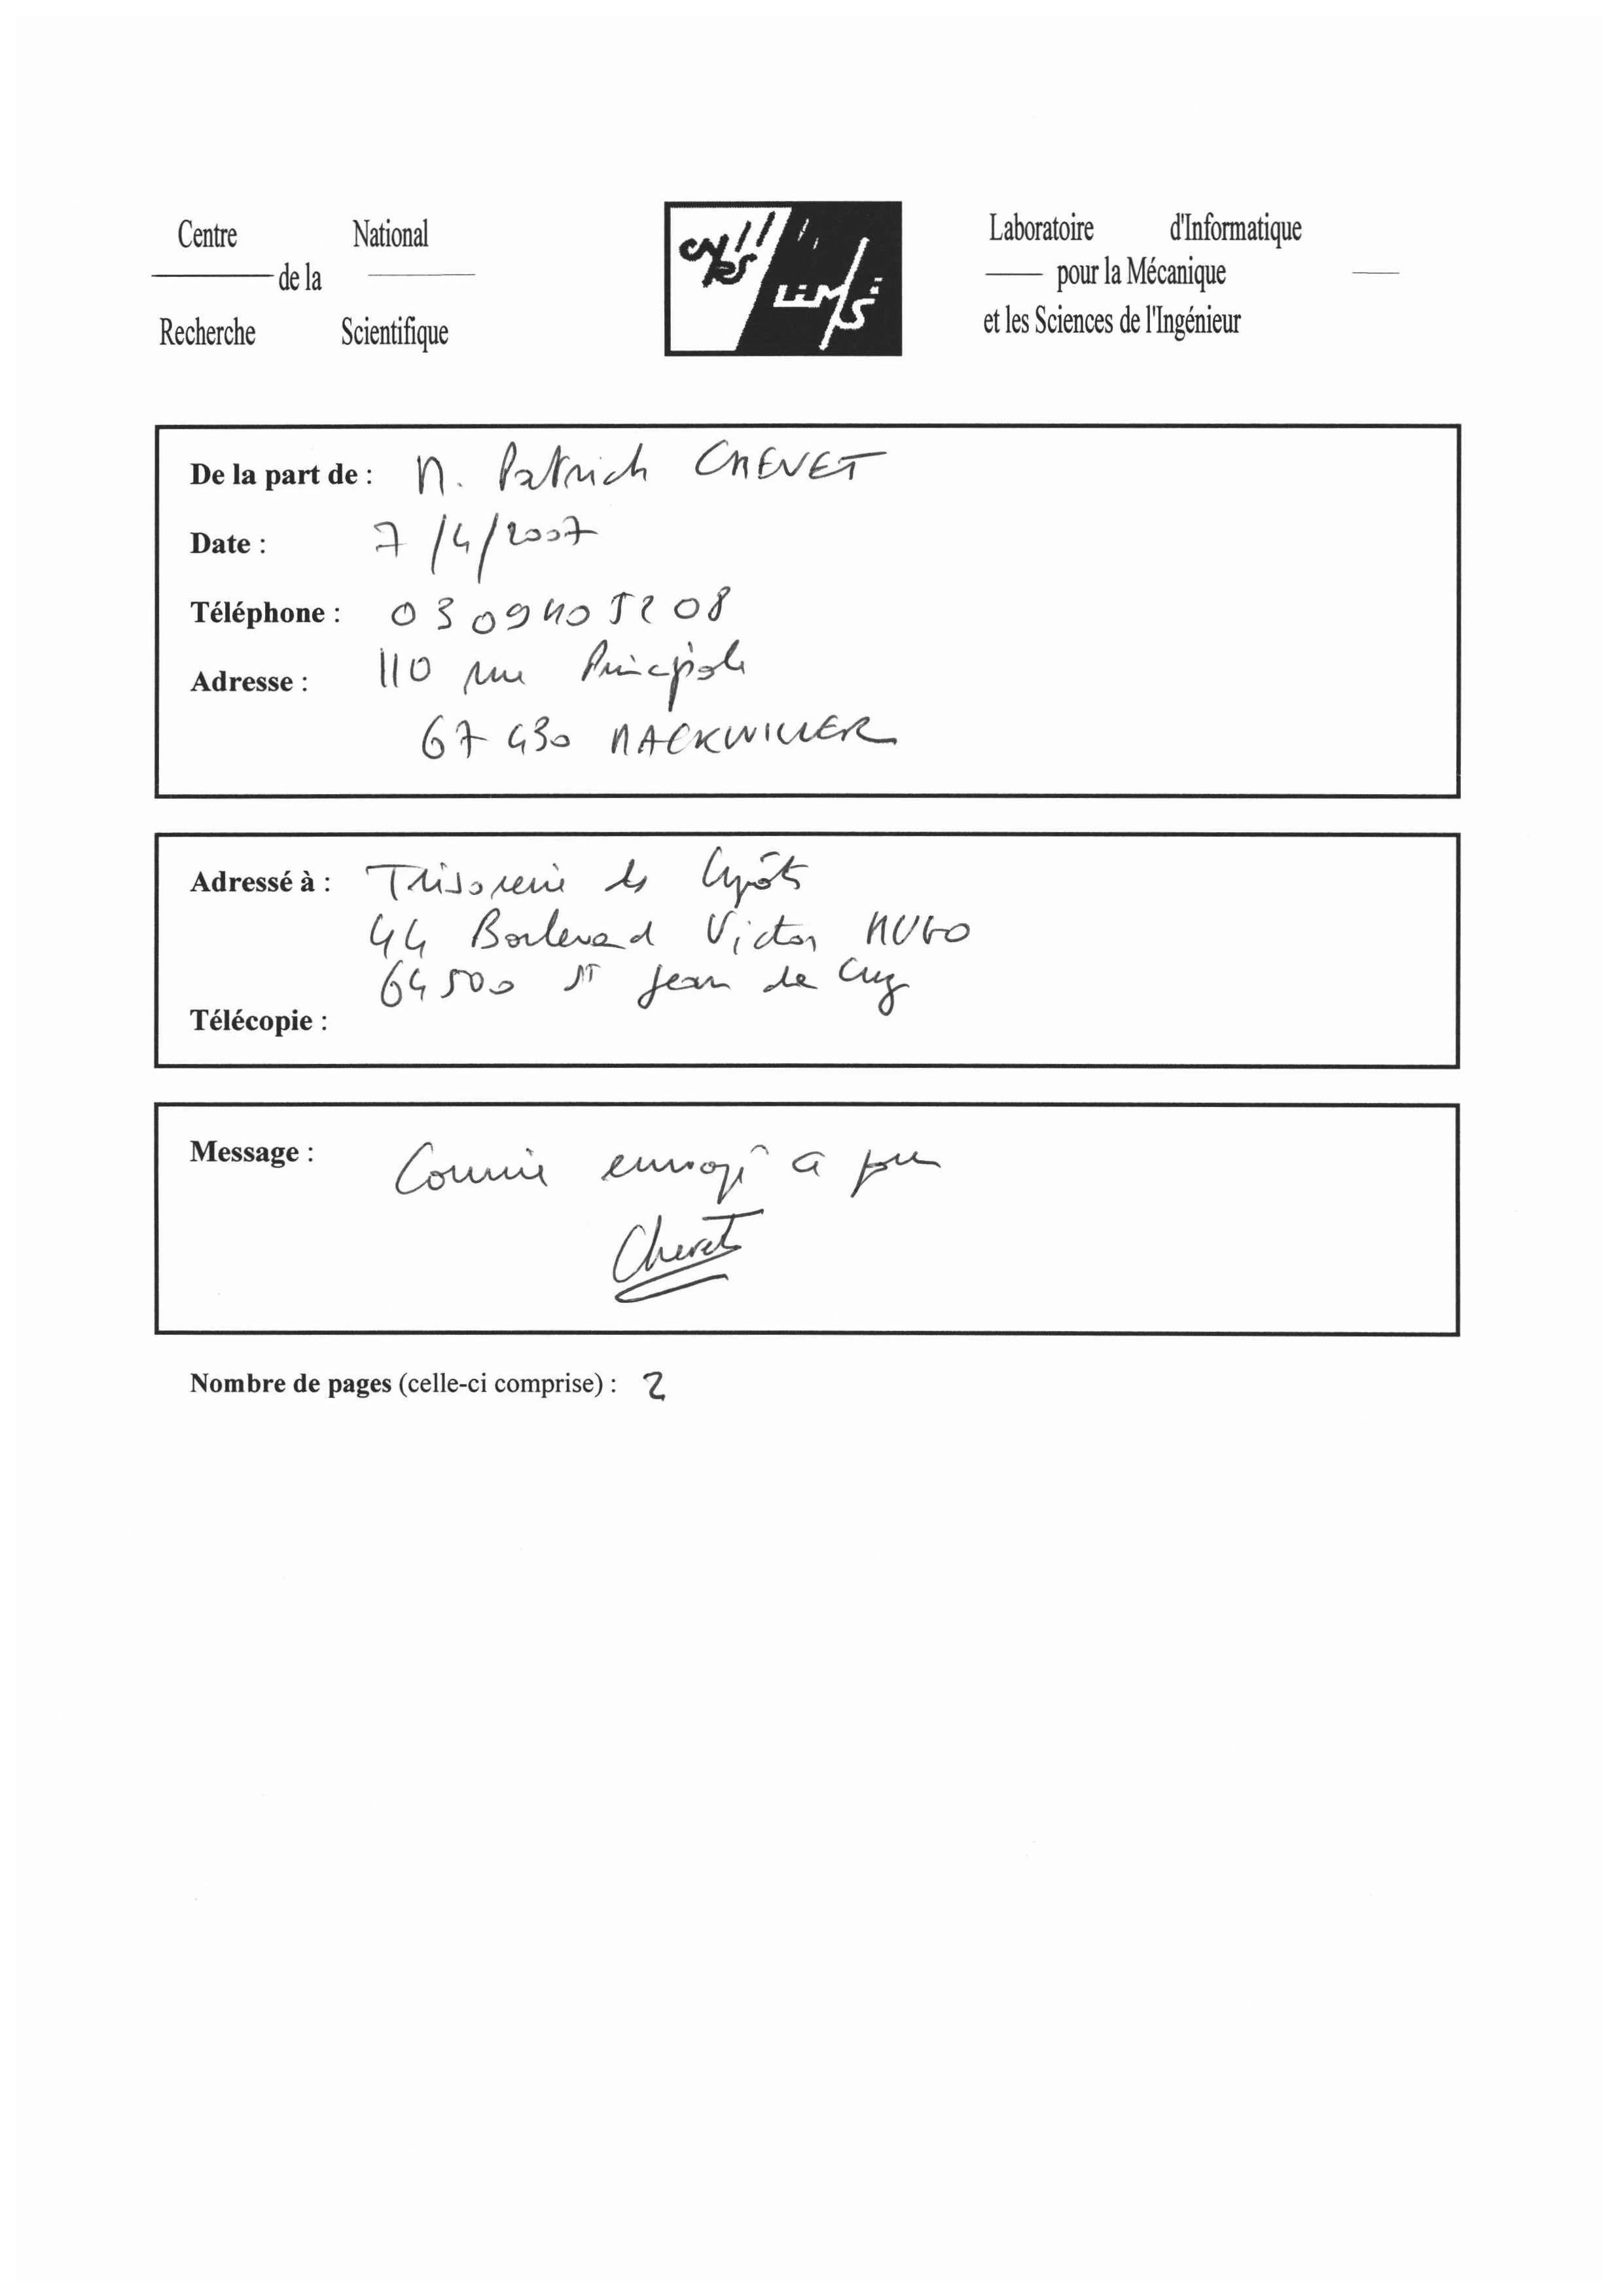 Centre National
de la
Recherche Scientifique
CNRS
LIMSI
Laboratoire d'Informatique
pour la Mécanique
et les Sciences de l'Ingénieur
De la part de : M. Patrick CHEVET
Date : 7/4/2007
Téléphone : 03 09 40 52 08
Adresse : 110 rue Principale
67430 MACKWILLER
Adressé à : Trésorerie des Impôts
44 Boulevard Victor HUGO
64500 ST Jean de Luz
Télécopie :
Message : Courrier envoyé à
Chevet
Nombre de pages (celle-ci comprise) : 2